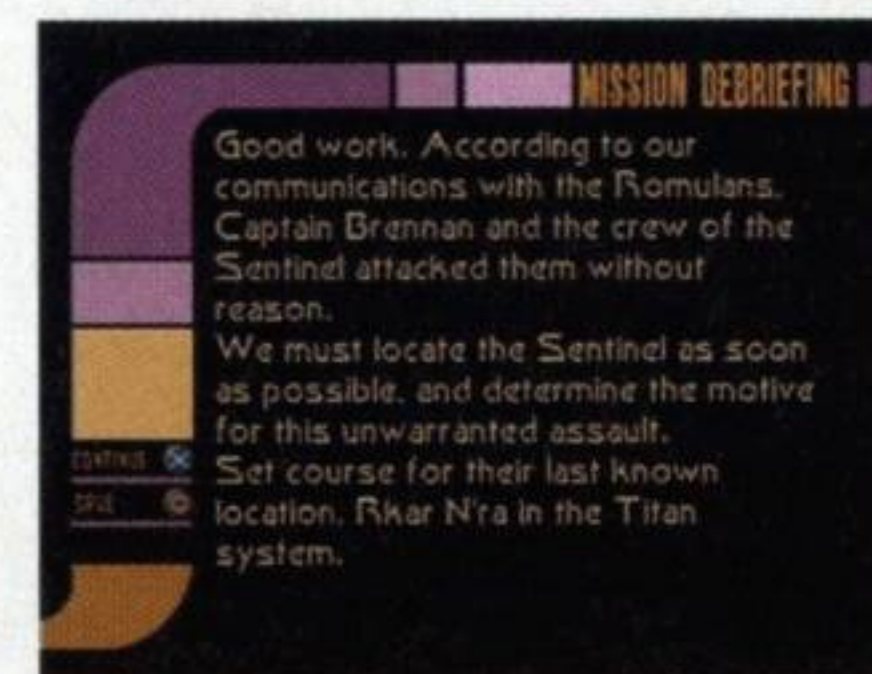 MISSION DEBRIEFING
Good work. According to our
communications with the Romulans.
Captain Brennan and the crew of the
Sentinel attacked them without
reason.
We must locate the Sentinel as soon
as possible. and determine the motive
for this unwarranted assault.
Set course for their last known
location. Rkar N'ra in the Titan
system.
CONTINUE
SAVE